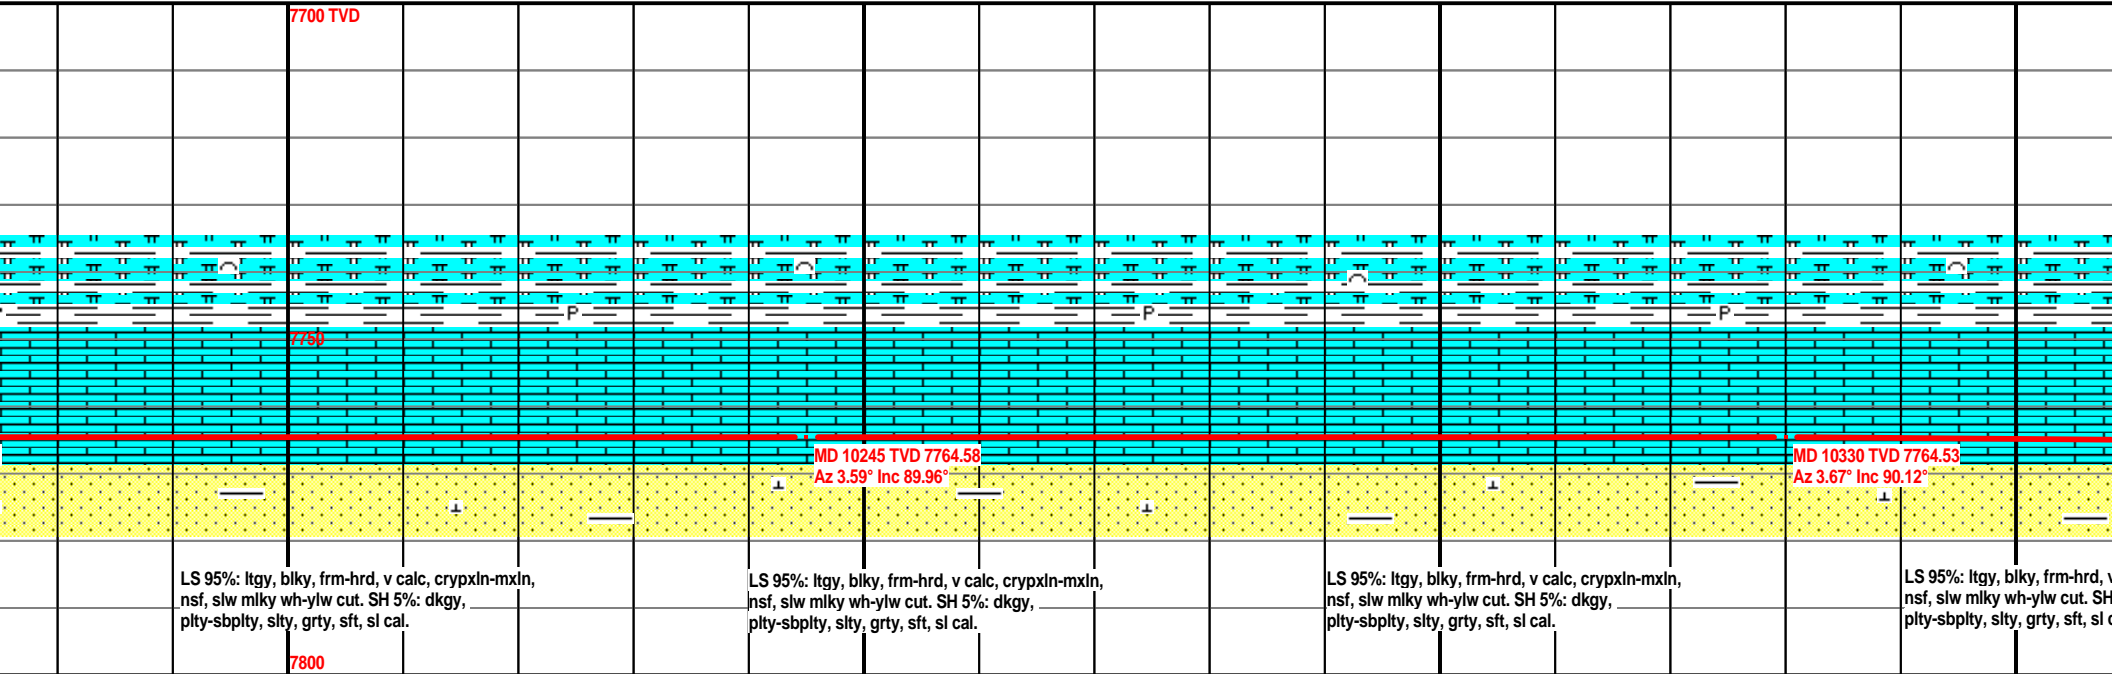 7700 TVD
P
P
P
7750
MD 10245 TVD 7764.58
Az 3.59° Inc 89.96°
MD 10330 TVD 7764.53
Az 3.67° Inc 90.12°
LS 95%: ltgy, blky, frm-hrd, v calc, crypxln-mxln,
nsf, slw mlky wh-ylw cut. SH 5%: dkgy,
plty-sbplty, slty, grty, sft, sl cal.
LS 95%: ltgy, blky, frm-hrd, v calc, crypxln-mxln,
nsf, slw mlky wh-ylw cut. SH 5%: dkgy,
plty-sbplty, slty, grty, sft, sl cal.
LS 95%: ltgy, blky, frm-hrd, v calc, crypxln-mxln,
nsf, slw mlky wh-ylw cut. SH 5%: dkgy,
plty-sbplty, slty, grty, sft, sl cal.
LS 95%: ltgy, blky, frm-hrd, v
nsf, slw mlky wh-ylw cut. SH
plty-sbplty, slty, grty, sft, sl
7800